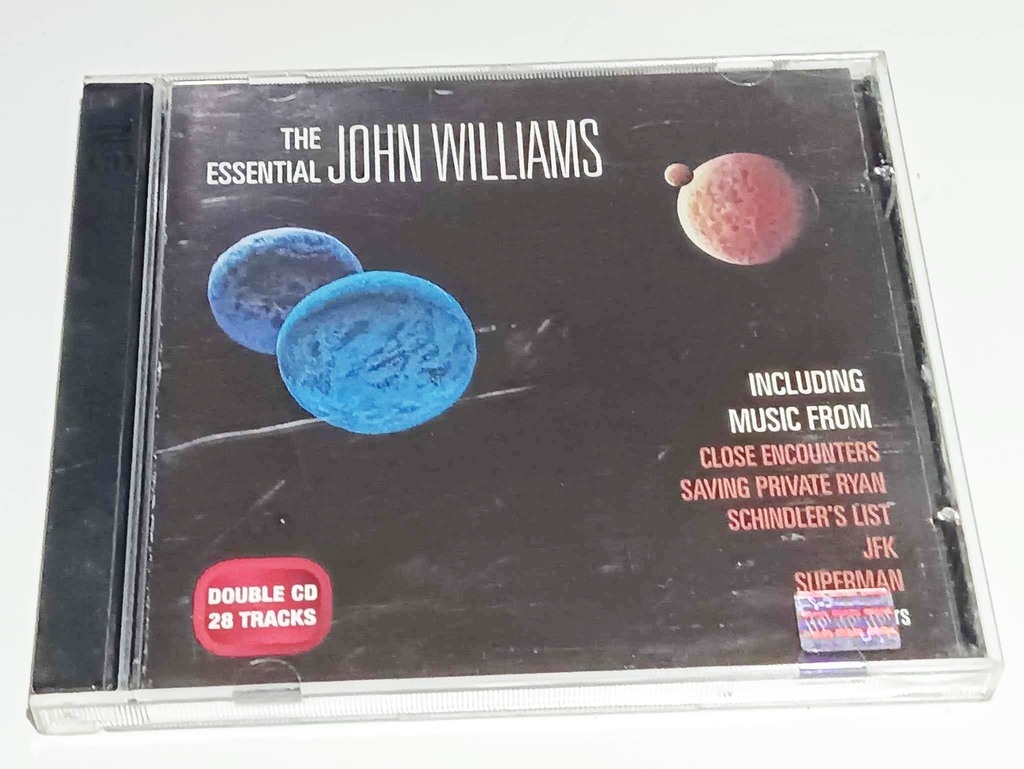 THE
ESSENTIAL JOHN WILLIAMS
INCLUDING
MUSIC FROM
CLOSE ENCOUNTERS
SAVING PRIVATE RYAN
SCHINDLER'S LIST
JFK
SUPERMAN
DOUBLE CD
28 TRACKS